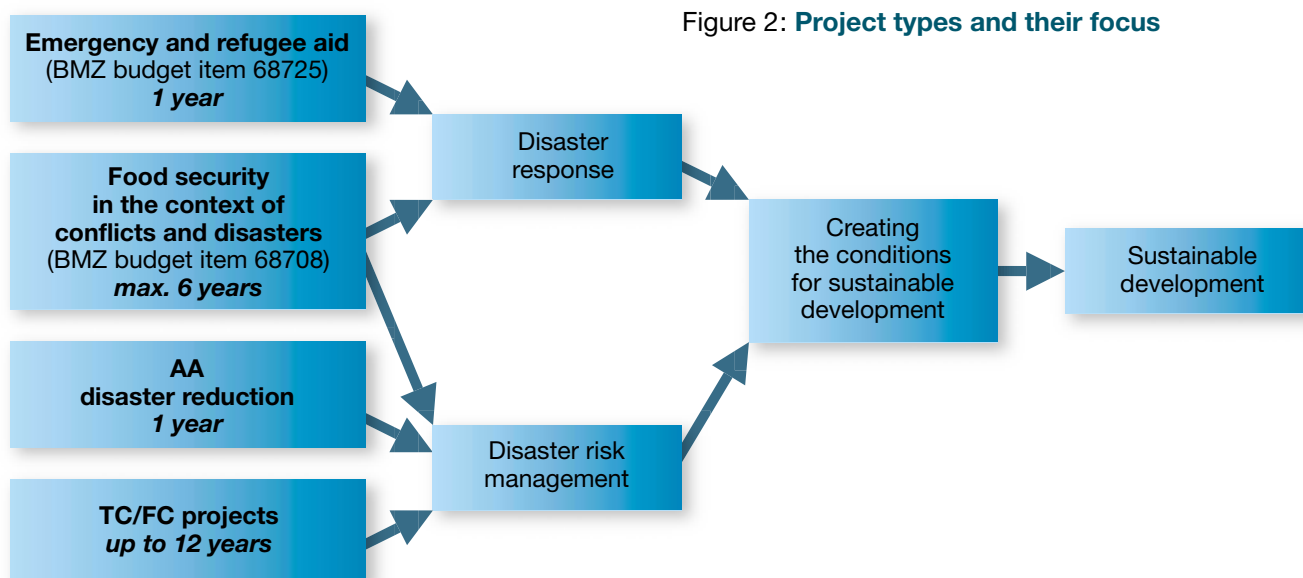 Figure 2: Project types and their focus
Emergency and refugee aid
(BMZ budget item 68725)
1 year
Food security
in the context of
conflicts and disasters
(BMZ budget item 68708)
max. 6 years
AA
disaster reduction
1 year
TC/FC projects
up to 12 years
Disaster
response
Disaster risk
management
Creating
the conditions
for sustainable
development
Sustainable
development